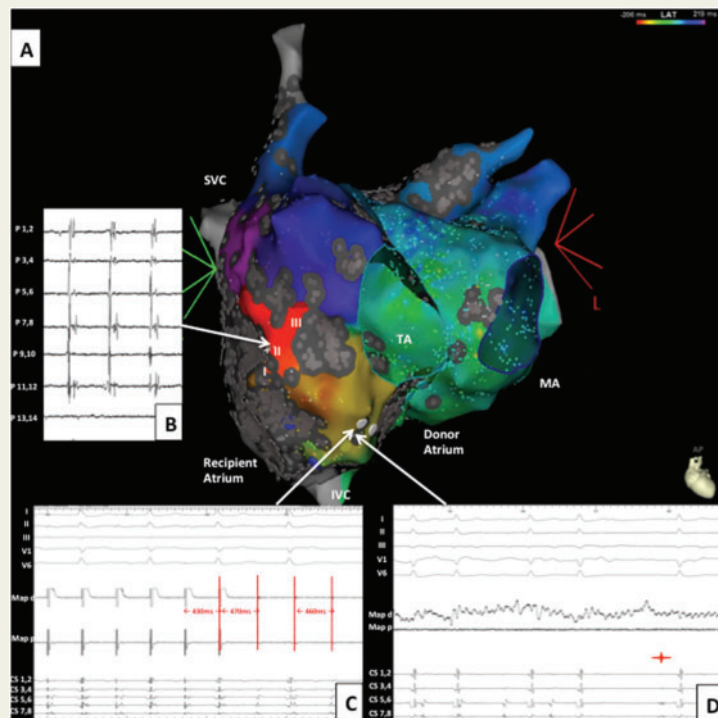 A
-206 ms LAT 219 ms
SVC
P 1,2
P 3,4
P 5,6
P 7,8
P 9,10
P 11,12
P 13,14
B
III
II
I
TA
MA
L
Recipient
Atrium
Donor
Atrium
IVC
AP
I
II
III
V1
V6
Map d
430ms
470ms
460ms
Map p
CS 1,2
CS 3,4
CS 5,6
CS 7,8
C
I
II
III
V1
V6
Map d
Map p
CS 1,2
CS 3,4
CS 5,6
CS 7,8
D